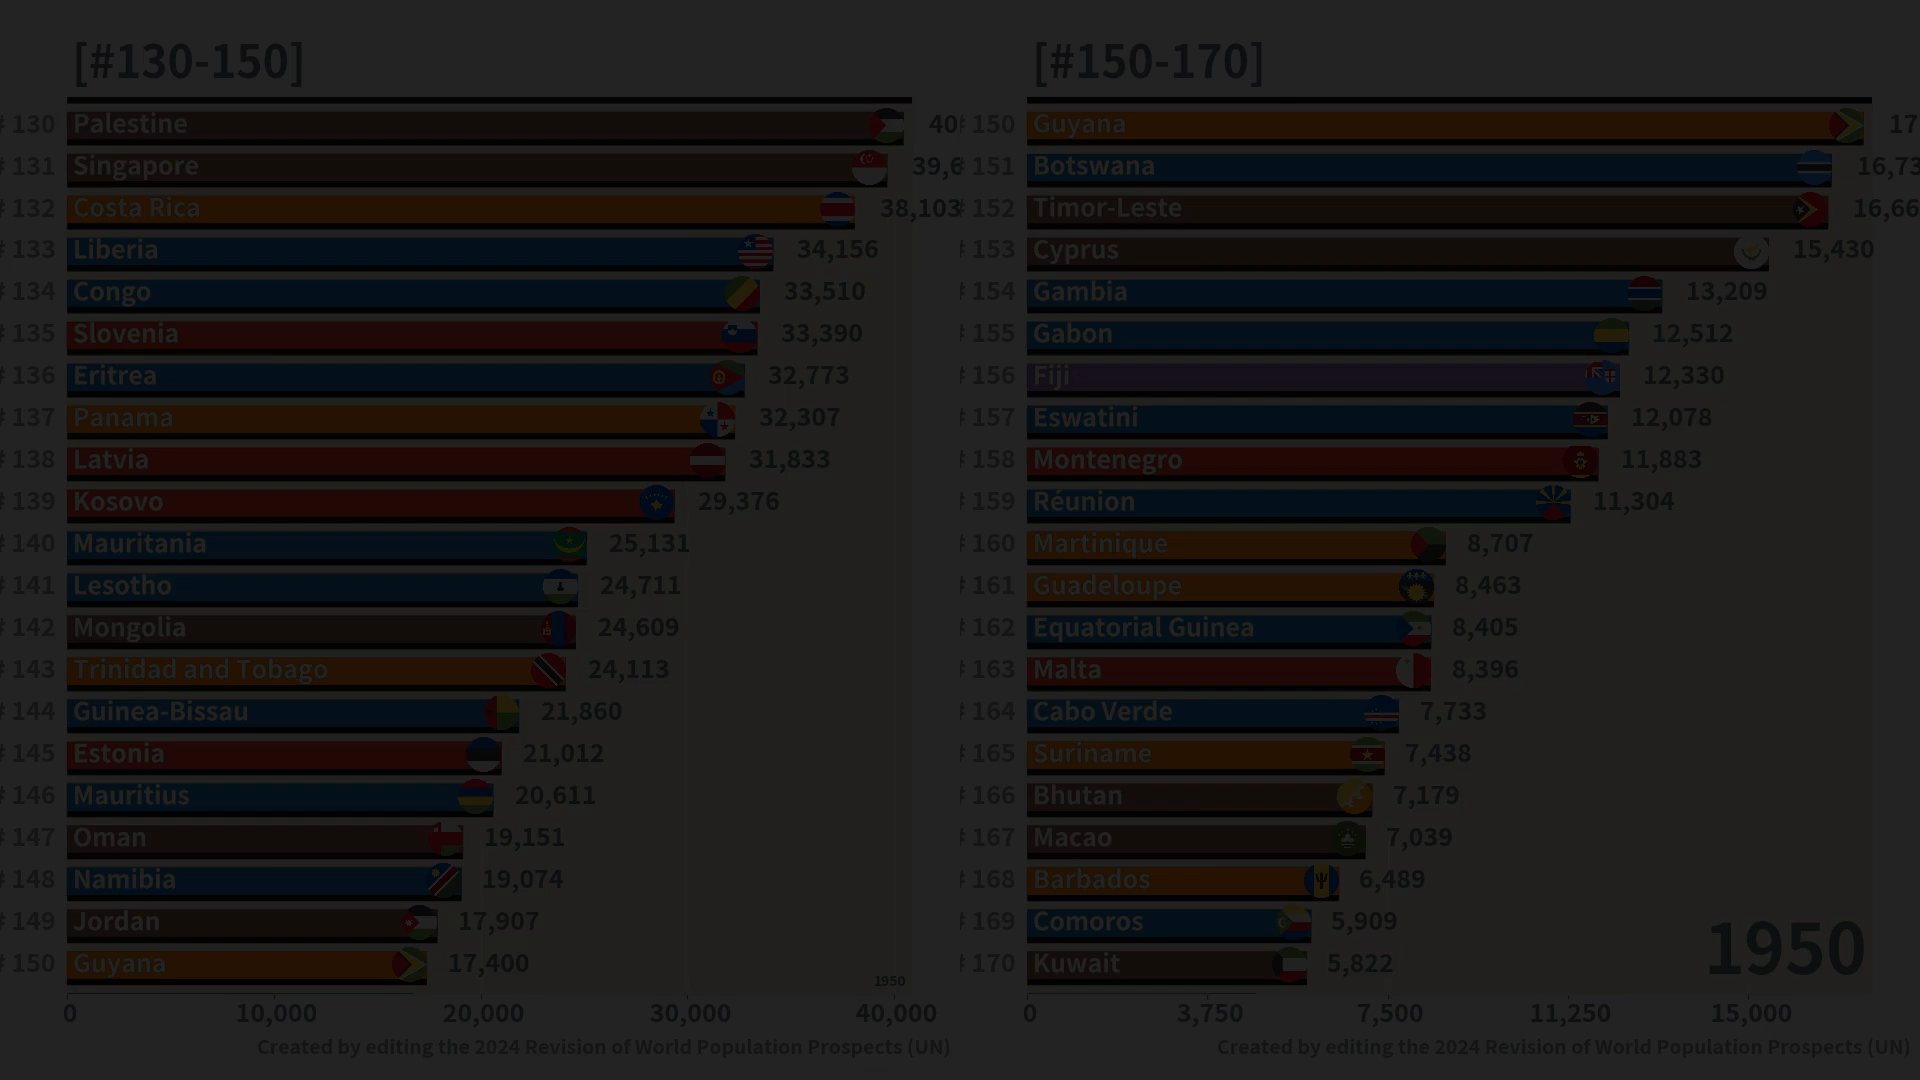 [#130-150]
# 130 Palestine 40
# 131 Singapore 39,6
# 132 Costa Rica 38,103
# 133 Liberia 34,156
# 134 Congo 33,510
# 135 Slovenia 33,390
# 136 Eritrea 32,773
# 137 Panama 32,307
# 138 Latvia 31,833
# 139 Kosovo 29,376
# 140 Mauritania 25,131
# 141 Lesotho 24,711
# 142 Mongolia 24,609
# 143 Trinidad and Tobago 24,113
# 144 Guinea-Bissau 21,860
# 145 Estonia 21,012
# 146 Mauritius 20,611
# 147 Oman 19,151
# 148 Namibia 19,074
# 149 Jordan 17,907
# 150 Guyana 17,400
1950
0 10,000 20,000 30,000 40,000
Created by editing the 2024 Revision of World Population Prospects (UN)
[#150-170]
# 150 Guyana 17
# 151 Botswana 16,73
# 152 Timor-Leste 16,66
# 153 Cyprus 15,430
# 154 Gambia 13,209
# 155 Gabon 12,512
# 156 Fiji 12,330
# 157 Eswatini 12,078
# 158 Montenegro 11,883
# 159 Réunion 11,304
# 160 Martinique 8,707
# 161 Guadeloupe 8,463
# 162 Equatorial Guinea 8,405
# 163 Malta 8,396
# 164 Cabo Verde 7,733
# 165 Suriname 7,438
# 166 Bhutan 7,179
# 167 Macao 7,039
# 168 Barbados 6,489
# 169 Comoros 5,909
# 170 Kuwait 5,822
1950
0 3,750 7,500 11,250 15,000
Created by editing the 2024 Revision of World Population Prospects (UN)